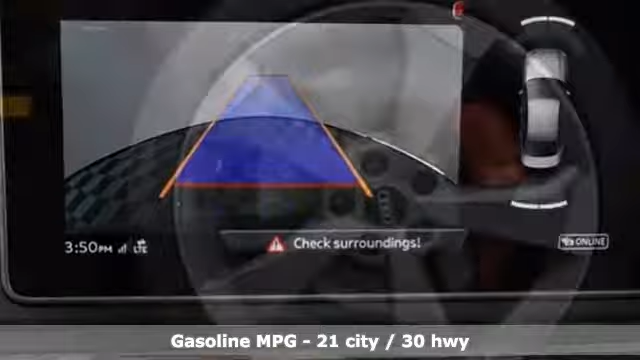 Check surroundings!
3:50PM LTE
ONLINE
Gasoline MPG - 21 city / 30 hwy